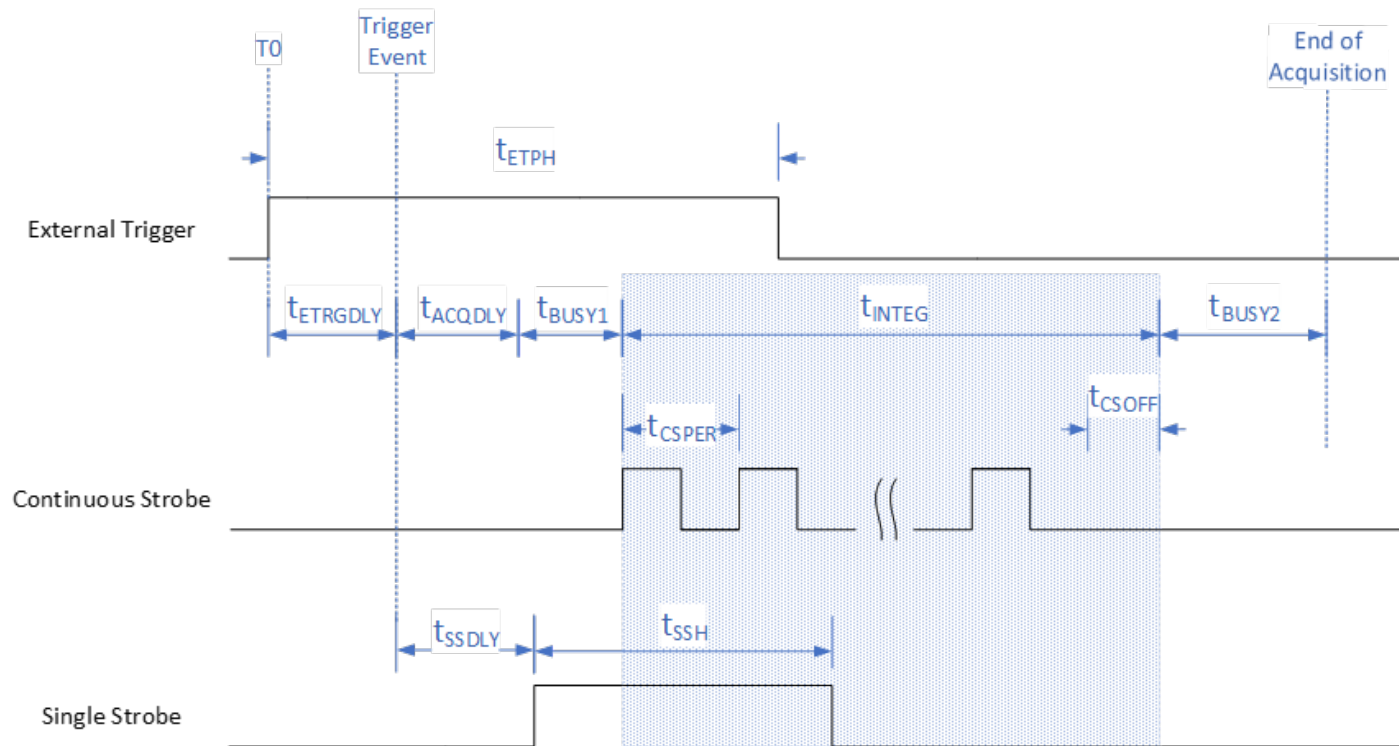 T0
Trigger
Event
End of
Acquisition
tETPH
External Trigger
tETRGDLY
tACQDLY
tBUSY1
tINTEG
tBUSY2
tCSOFF
tCSPER
Continuous Strobe
tSSDLY
tSSH
Single Strobe